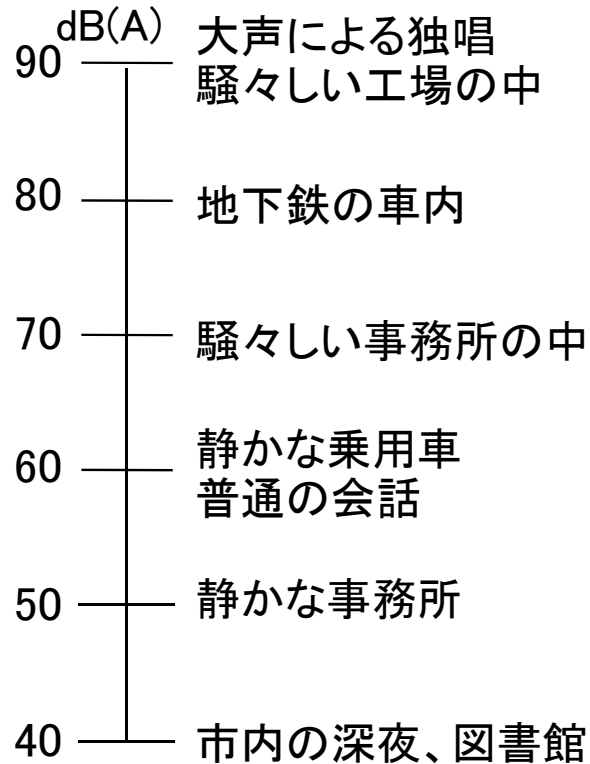 dB(A)
90 大声による独唱
騒々しい工場の中
80 地下鉄の車内
70 騒々しい事務所の中
60 静かな乗用車
普通の会話
50 静かな事務所
40 市内の深夜、図書館